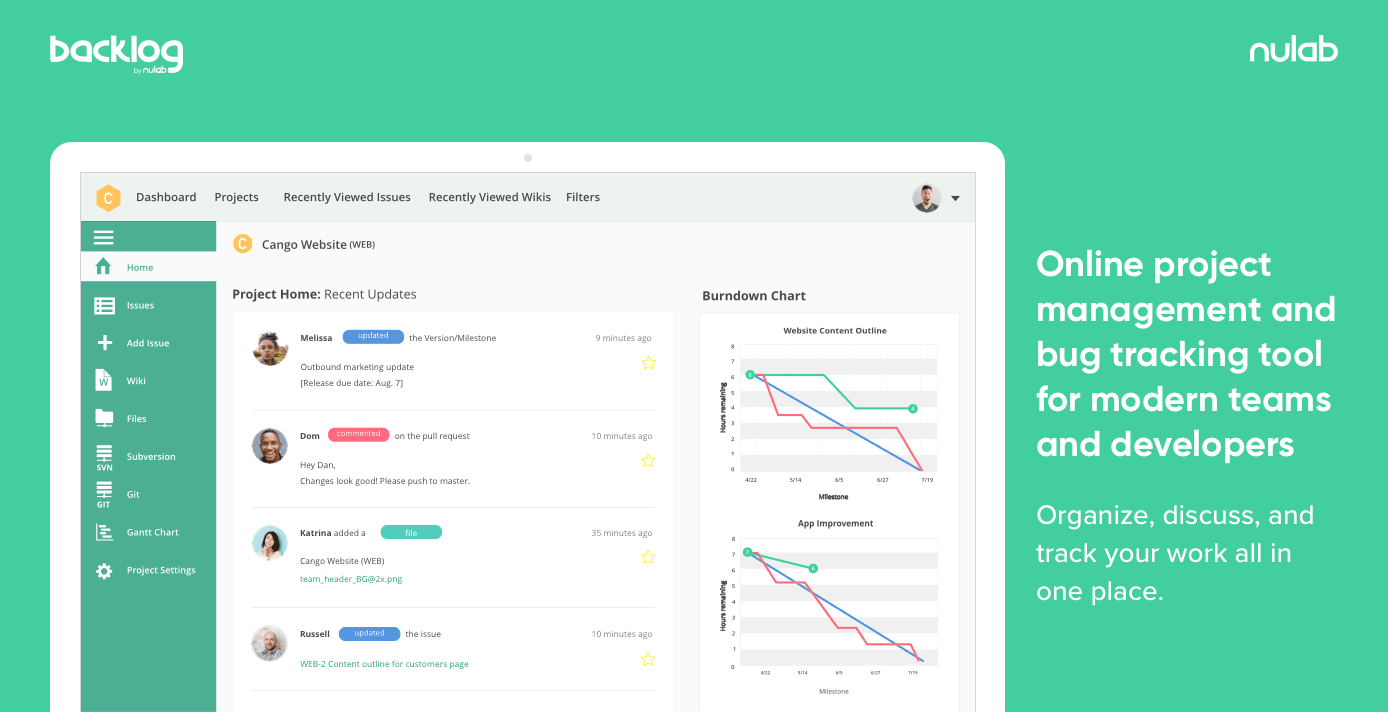 backlog
by nulab
nulab
C
Dashboard Projects Recently Viewed Issues Recently Viewed Wikis Filters
C Cango Website (WEB)
Home
Issues
Add Issue
W Wiki
Files
SVN Subversion
GIT Git
Gantt Chart
Project Settings
Project Home: Recent Updates
Melissa updated the Version/Milestone 9 minutes ago
Outbound marketing update
[Release due date: Aug. 7]
Dom commented on the pull request 10 minutes ago
Hey Dan,
Changes look good! Please push to master.
Katrina added a file 35 minutes ago
Cango Website (WEB)
team_header_BG@2x.png
Russell updated the issue 10 minutes ago
WEB-2 Content outline for customers page
Burndown Chart
Website Content Outline
Hours remaining
8
7
6
5
4
3
2
1
0
4/22 5/14 6/6 6/27 7/19
Milestone
App Improvement
Hours remaining
8
7
6
5
4
3
2
1
0
4/22 5/14 6/5 6/27 7/19
Milestone
Online project
management and
bug tracking tool
for modern teams
and developers
Organize, discuss, and
track your work all in
one place.